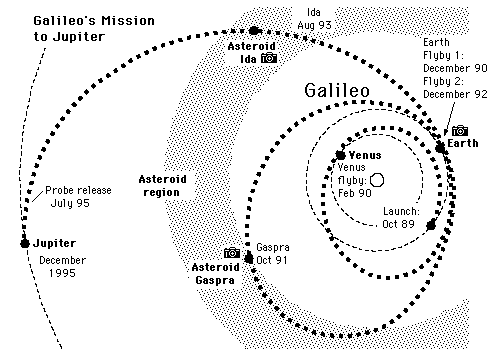 Galileo's Mission
to Jupiter
Ida
Aug 93
Asteroid
Ida
Earth
Flyby 1:
December 90
Flyby 2:
December 92
Galileo
Earth
Venus
Venus
flyby:
Feb 90
Asteroid
region
Probe release
July 95
Launch:
Oct 89
Jupiter
December
1995
Gaspra
Oct 91
Asteroid
Gaspra